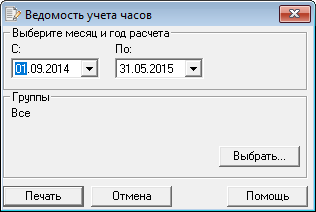 Ведомость учета часов
Выберите месяц и год расчета
С: По:
01.09.2014 31.05.2015
Группы
Все
Выбрать...
Печать Отмена Помощь